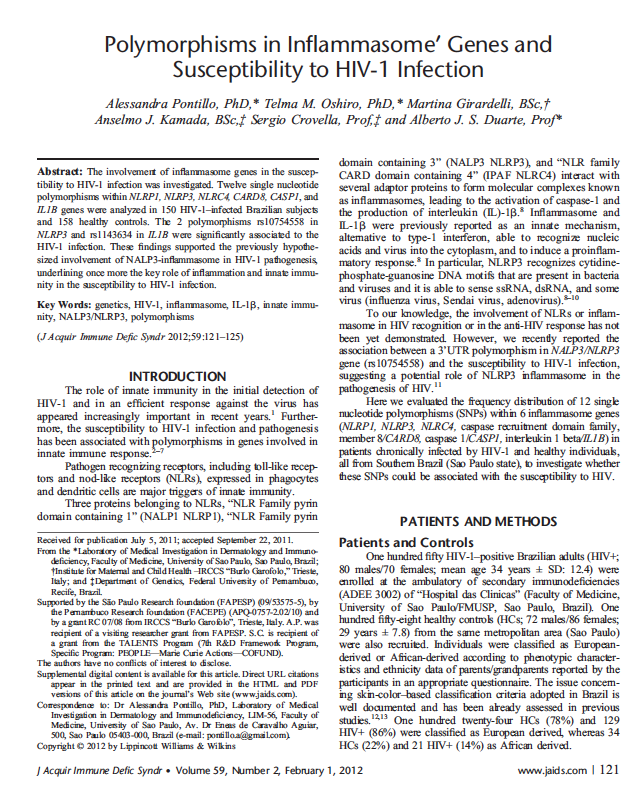 Polymorphisms in Inflammasome' Genes and
Susceptibility to HIV-1 Infection
Alessandra Pontillo, PhD,* Telma M. Oshiro, PhD,* Martina Girardelli, BSc,†
Anselmo J. Kamada, BSc,‡ Sergio Crovella, Prof,‡ and Alberto J. S. Duarte, Prof*
Abstract: The involvement of inflammasome genes in the suscep-
tibility to HIV-1 infection was investigated. Twelve single nucleotide
polymorphisms within NLRP1, NLRP3, NLRC4, CARD8, CASP1, and
IL1B genes were analyzed in 150 HIV-1–infected Brazilian subjects
and 158 healthy controls. The 2 polymorphisms rs10754558 in
NLRP3 and rs1143634 in IL1B were significantly associated to the
HIV-1 infection. These findings supported the previously hypothe-
sized involvement of NALP3-inflammasome in HIV-1 pathogenesis,
underlining once more the key role of inflammation and innate immu-
nity in the susceptibility to HIV-1 infection.
Key Words: genetics, HIV-1, inflammasome, IL-1β, innate immu-
nity, NALP3/NLRP3, polymorphisms
(J Acquir Immune Defic Syndr 2012;59:121–125)
INTRODUCTION
The role of innate immunity in the initial detection of
HIV-1 and in an efficient response against the virus has
appeared increasingly important in recent years.1 Further-
more, the susceptibility to HIV-1 infection and pathogenesis
has been associated with polymorphisms in genes involved in
innate immune response.2–7
Pathogen recognizing receptors, including toll-like recep-
tors and nod-like receptors (NLRs), expressed in phagocytes
and dendritic cells are major triggers of innate immunity.
Three proteins belonging to NLRs, “NLR Family pyrin
domain containing 1” (NALP1 NLRP1), “NLR Family pyrin
Received for publication July 5, 2011; accepted September 22, 2011.
From the *Laboratory of Medical Investigation in Dermatology and Immuno-
deficiency, Faculty of Medicine, University of Sao Paulo, Sao Paulo, Brazil;
†Institute for Maternal and Child Health –IRCCS “Burlo Garofolo,” Trieste,
Italy; and ‡Department of Genetics, Federal University of Pernambuco,
Recife, Brazil.
Supported by the São Paulo Research foundation (FAPESP) (09/53575-5), by
the Pernambuco Research foundation (FACEPE) (APQ-0757-2.02/10) and
by a grant RC 07/08 from IRCCS “Burlo Garofolo”, Trieste, Italy. A.P. was
recipient of a visiting researcher grant from FAPESP. S.C. is recipient of
a grant from the TALENTS Program (7th R&D Framework Program,
Specific Program: PEOPLE—Marie Curie Actions—COFUND).
The authors have no conflicts of interest to disclose.
Supplemental digital content is available for this article. Direct URL citations
appear in the printed text and are provided in the HTML and PDF
versions of this article on the journal's Web site (www.jaids.com).
Correspondence to: Dr Alessandra Pontillo, PhD, Laboratory of Medical
Investigation in Dermatology and Immunodeficiency, LIM-56, Faculty of
Medicine, University of Sao Paulo, Av. Dr Eneas de Carvalho Aguiar,
500, Sao Paulo 05403-000, Brazil (e-mail: pontillo.a@gmail.com).
Copyright © 2012 by Lippincott Williams & Wilkins
domain containing 3” (NALP3 NLRP3), and “NLR family
CARD domain containing 4” (IPAF NLRC4) interact with
several adaptor proteins to form molecular complexes known
as inflammasomes, leading to the activation of caspase-1 and
the production of interleukin (IL)-1β.8 Inflammasome and
IL-1β were previously reported as an innate mechanism,
alternative to type-1 interferon, able to recognize nucleic
acids and virus into the cytoplasm, and to induce a proinflam-
matory response.8 In particular, NLRP3 recognizes cytidine-
phosphate-guanosine DNA motifs that are present in bacteria
and viruses and it is able to sense ssRNA, dsRNA, and some
virus (influenza virus, Sendai virus, adenovirus).8–10
To our knowledge, the involvement of NLRs or inflam-
masome in HIV recognition or in the anti-HIV response has not
been yet demonstrated. However, we recently reported the
association between a 3'UTR polymorphism in NALP3/NLRP3
gene (rs10754558) and the susceptibility to HIV-1 infection,
suggesting a potential role of NLRP3 inflammasome in the
pathogenesis of HIV.11
Here we evaluated the frequency distribution of 12 single
nucleotide polymorphisms (SNPs) within 6 inflammasome genes
(NLRP1, NLRP3, NLRC4, caspase recruitment domain family,
member 8/CARD8, caspase 1/CASP1, interleukin 1 beta/IL1B) in
patients chronically infected by HIV-1 and healthy individuals,
all from Southern Brazil (Sao Paulo state), to investigate whether
these SNPs could be associated with the susceptibility to HIV.
PATIENTS AND METHODS
Patients and Controls
One hundred fifty HIV-1–positive Brazilian adults (HIV+;
80 males/70 females; mean age 34 years ± SD: 12.4) were
enrolled at the ambulatory of secondary immunodeficiencies
(ADEE 3002) of “Hospital das Clinicas” (Faculty of Medicine,
University of Sao Paulo/FMUSP, Sao Paulo, Brazil). One
hundred fifty-eight healthy controls (HCs; 72 males/86 females;
29 years ± 7.8) from the same metropolitan area (Sao Paulo)
were also recruited. Individuals were classified as European-
derived or African-derived according to phenotypic character-
istics and ethnicity data of parents/grandparents reported by the
participants in an appropriate questionnaire. The issue concern-
ing skin-color–based classification criteria adopted in Brazil is
well documented and has been already assessed in previous
studies.12,13 One hundred twenty-four HCs (78%) and 129
HIV+ (86%) were classified as European derived, whereas 34
HCs (22%) and 21 HIV+ (14%) as African derived.
J Acquir Immune Defic Syndr • Volume 59, Number 2, February 1, 2012
www.jaids.com | 121